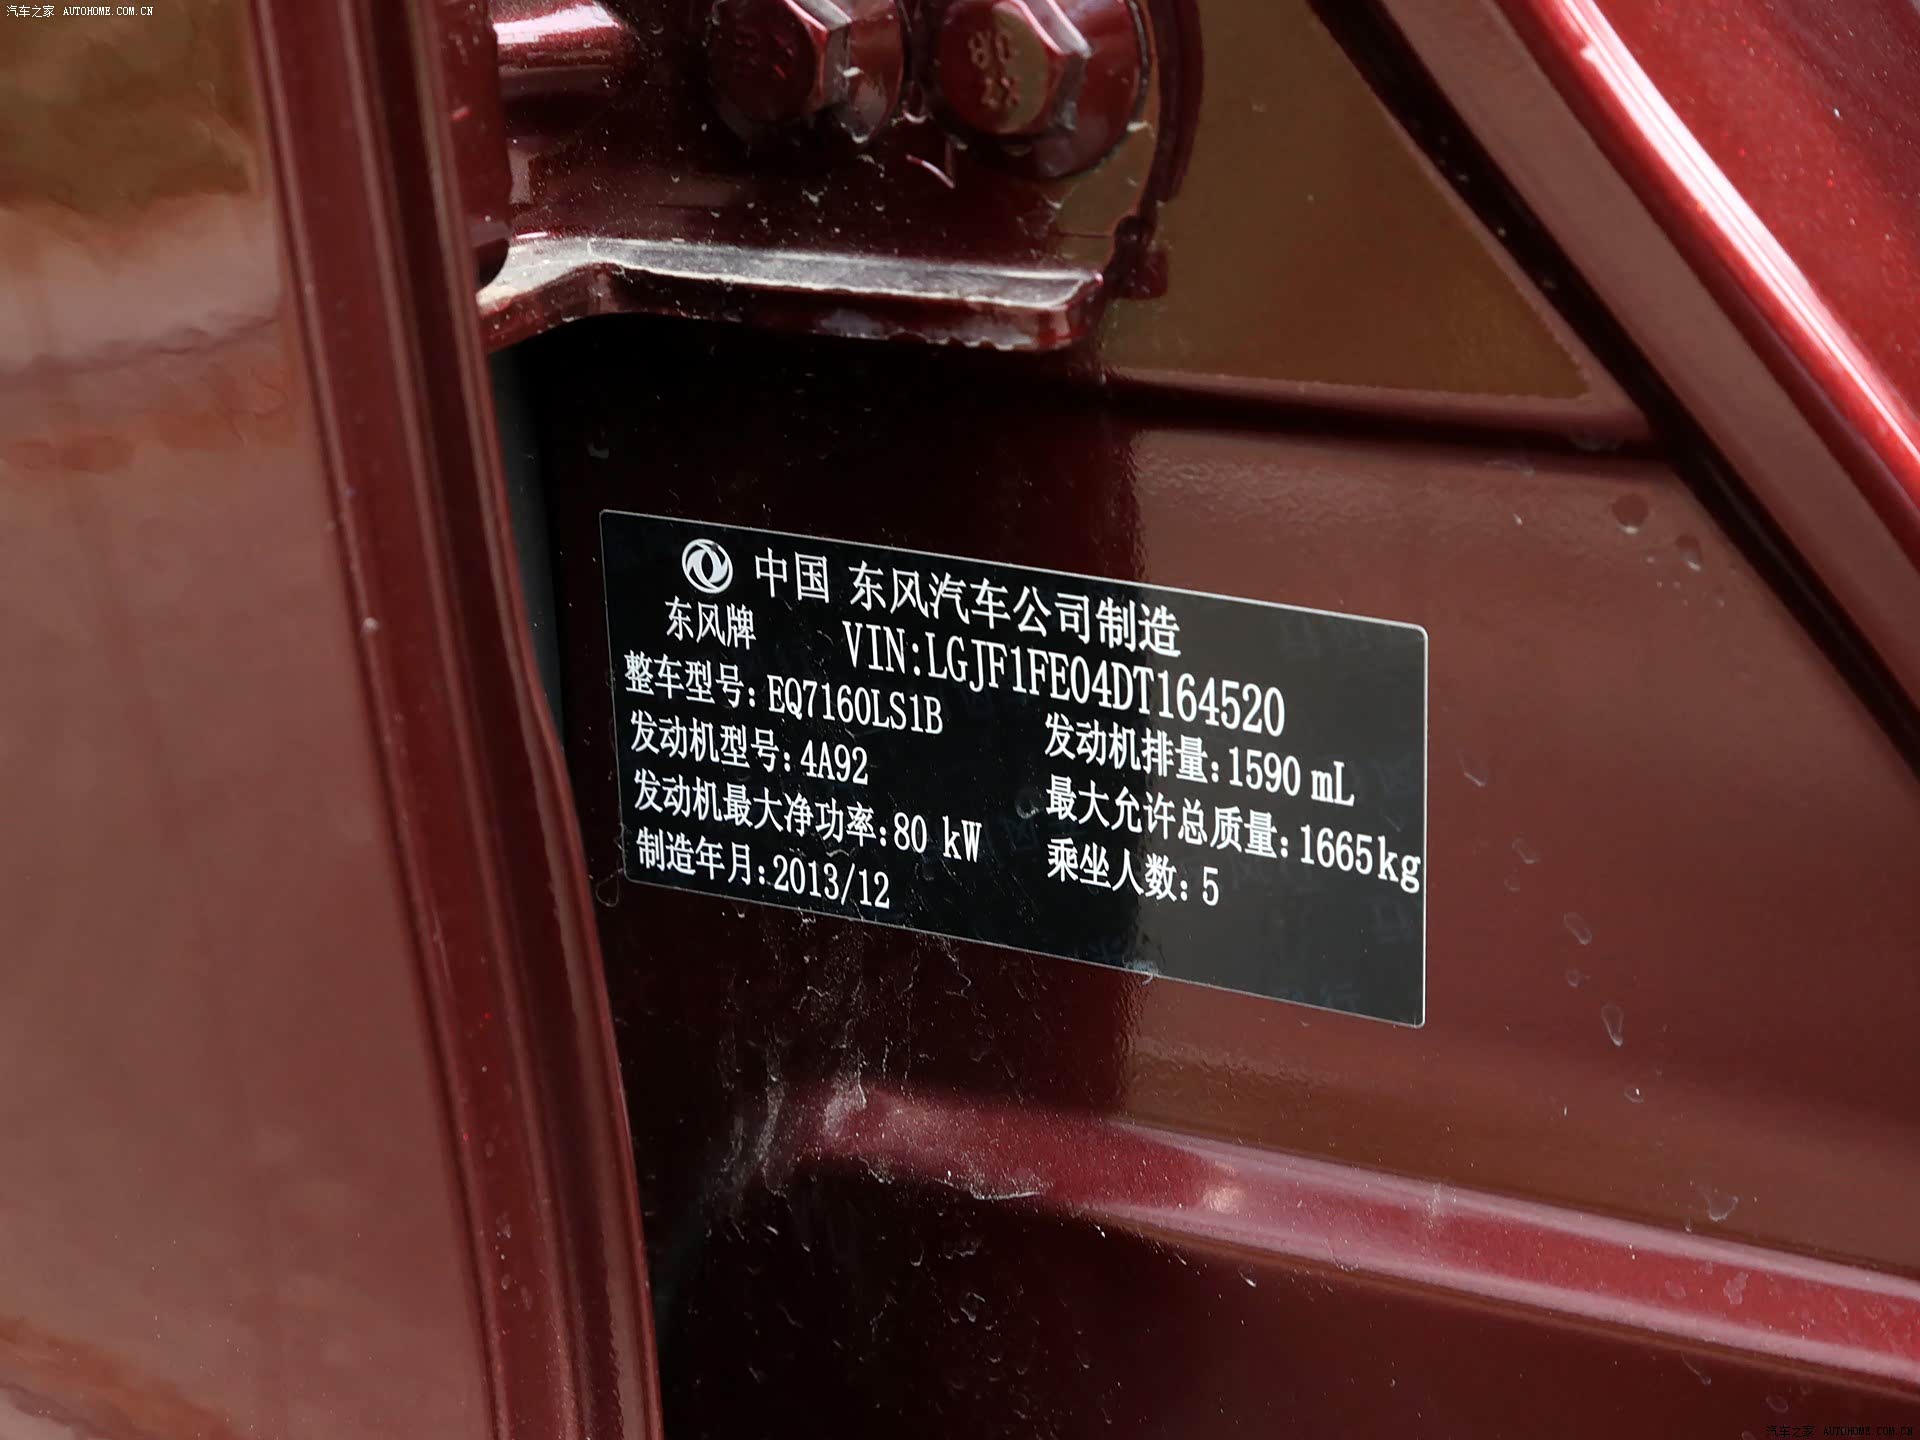 汽车之家 AUTOHOME.COM.CN
中国 东风汽车公司制造
东风牌 VIN:LGJF1FE04DT164520
整车型号:EQ7160LS1B
发动机型号:4A92 发动机排量:1590 mL
发动机最大净功率:80 kW 最大允许总质量:1665kg
制造年月:2013/12 乘坐人数:5
汽车之家 AUTOHOME.COM.CN